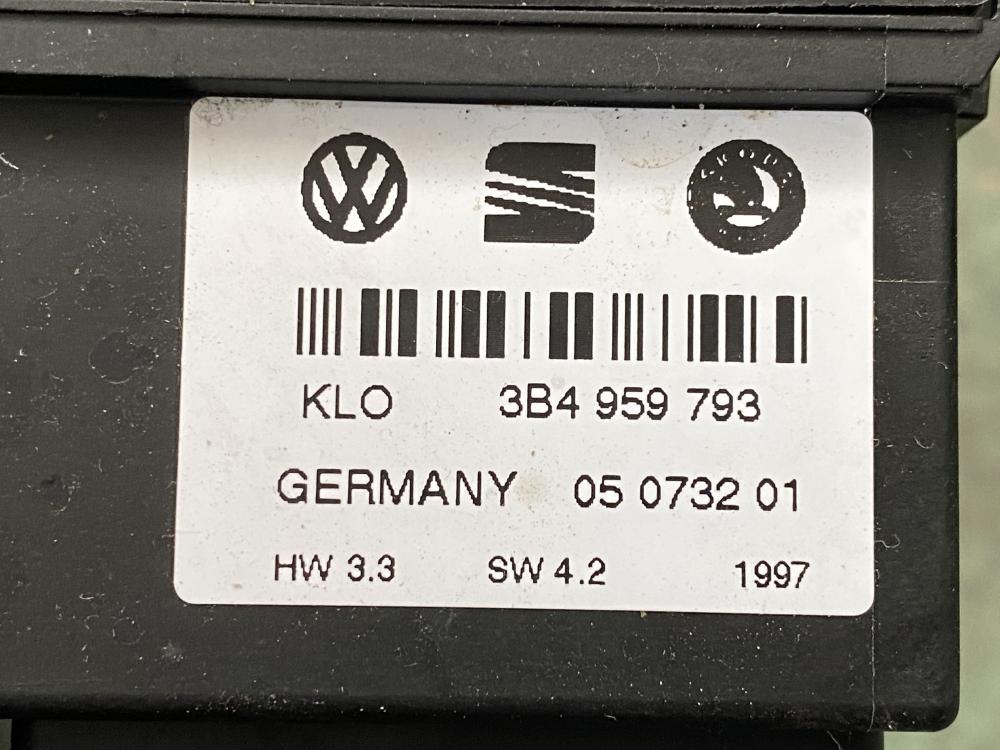 KLO 3B4 959 793
GERMANY 05 0732 01
HW 3.3 SW 4.2 1997